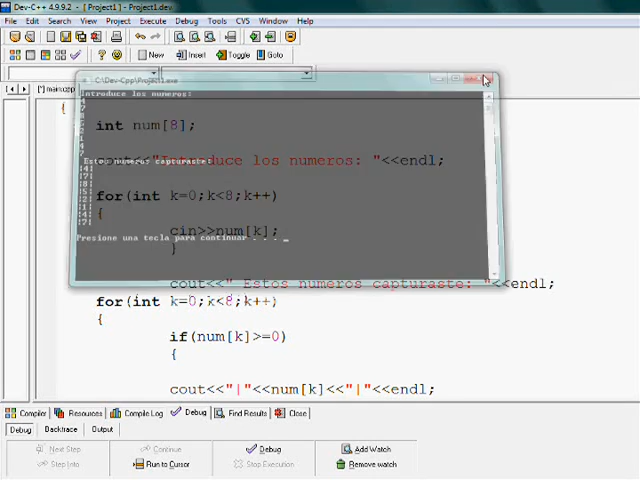 Dev-C++ 4.9.9.2 - [ Project1 ] - Project1.dev
File Edit Search View Project Execute Debug Tools CVS Window Help
New Insert Toggle Goto
C:\Dev-Cpp\Project1.exe
{
Introduce los numeros:
int num[8];
cout<<"Introduce los numeros: "<<endl;
Estos numeros capturaste:
for(int k=0;k<8;k++)
{
cin>>num[k];
Presione una tecla para continuar . . . _
}
cout<<" Estos numeros capturaste: "<<endl;
for(int k=0;k<8;k++)
{
if(num[k]>=0)
{
cout<<"|"<<num[k]<<"|"<<endl;
Compiler Resources Compile Log Debug Find Results Close
Debug Backtrace Output
Next Step Continue Debug Add Watch
Step Into Run to Cursor Stop Execution Remove watch